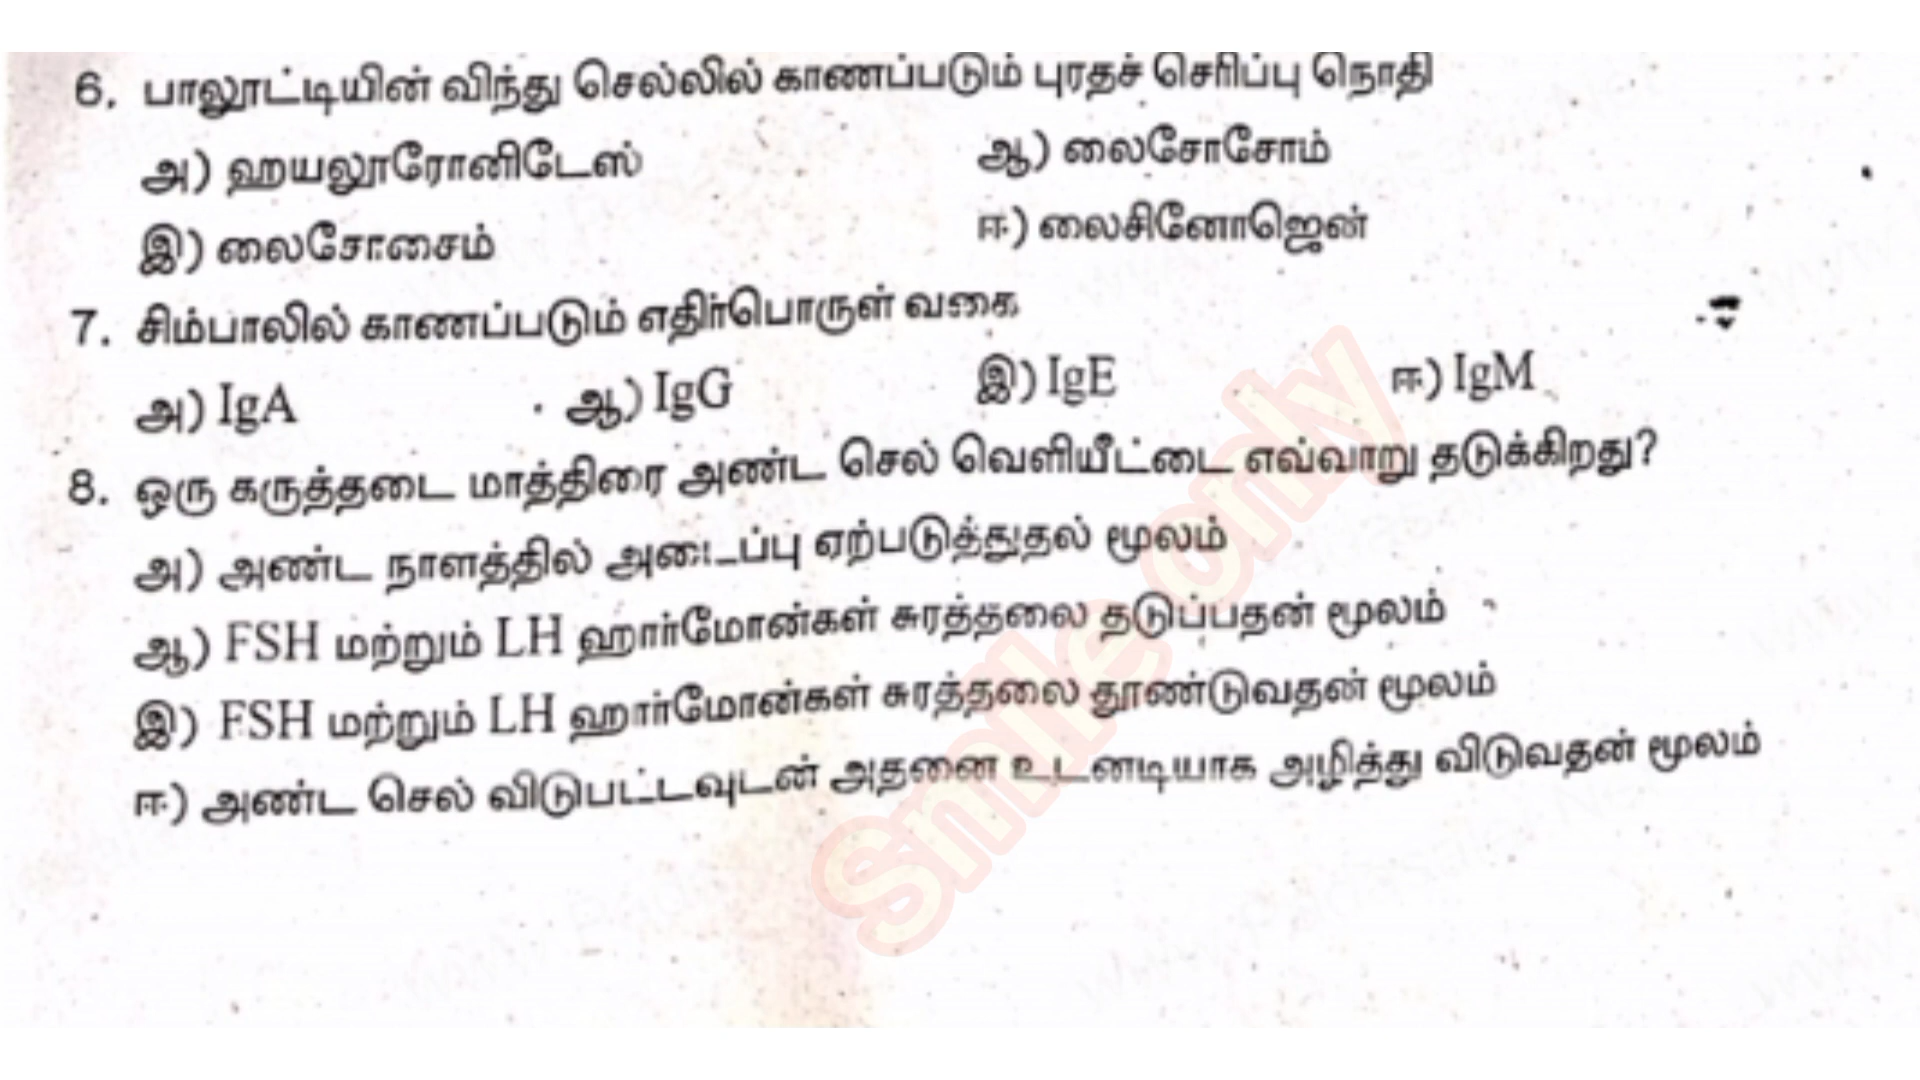 6. பாலூட்டியின் விந்து செல்லில் காணப்படும் புரதச் செரிப்பு நொதி
அ) ஹயலூரோனிடேஸ் ஆ) லைசோசோம்
இ) லைசோசைம் ஈ) லைசினோஜென்
7. சிம்பாலில் காணப்படும் எதிர்பொருள் வகை
அ) IgA ஆ) IgG இ) IgE ஈ) IgM
8. ஒரு கருத்தடை மாத்திரை அண்ட செல் வெளியீட்டை எவ்வாறு தடுக்கிறது?
அ) அண்ட நாளத்தில் அடைப்பு ஏற்படுத்துதல் மூலம்
ஆ) FSH மற்றும் LH ஹார்மோன்கள் சுரத்தலை தடுப்பதன் மூலம்
இ) FSH மற்றும் LH ஹார்மோன்கள் சுரத்தலை தூண்டுவதன் மூலம்
ஈ) அண்ட செல் விடுபட்டவுடன் அதனை உடனடியாக அழித்து விடுவதன் மூலம்
Smile only